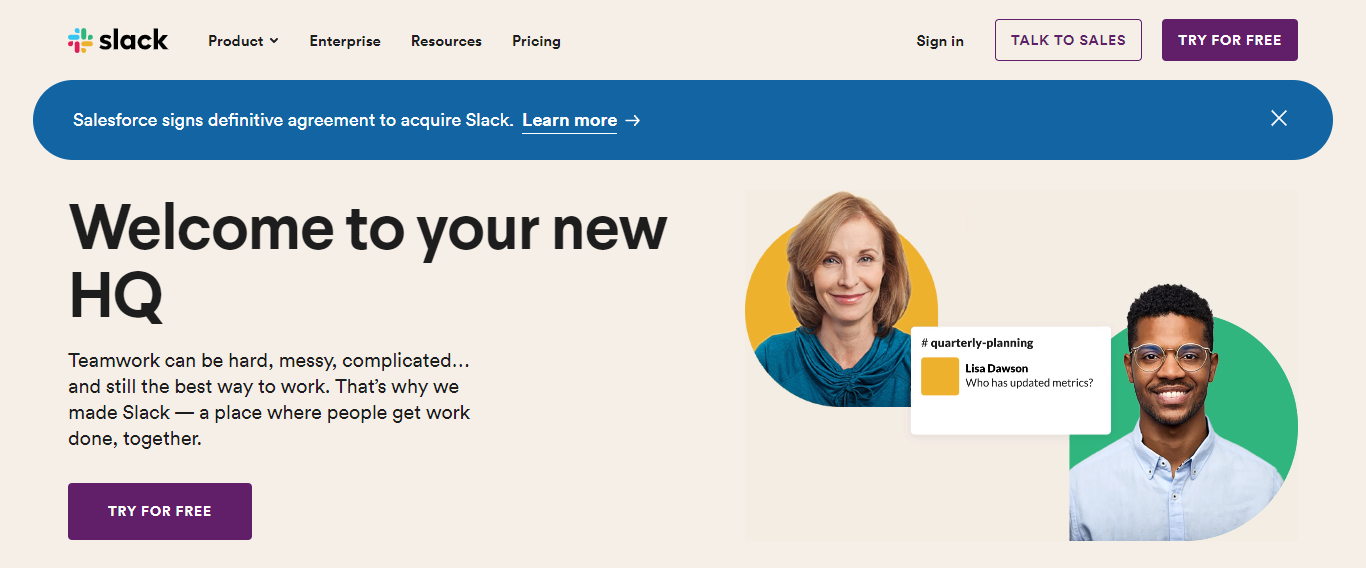 slack
Product
Enterprise
Resources
Pricing
Sign in
TALK TO SALES
TRY FOR FREE
Salesforce signs definitive agreement to acquire Slack. Learn more →
Welcome to your new
HQ
Teamwork can be hard, messy, complicated…
and still the best way to work. That’s why we
made Slack — a place where people get work
done, together.
TRY FOR FREE
# quarterly-planning
Lisa Dawson
Who has updated metrics?